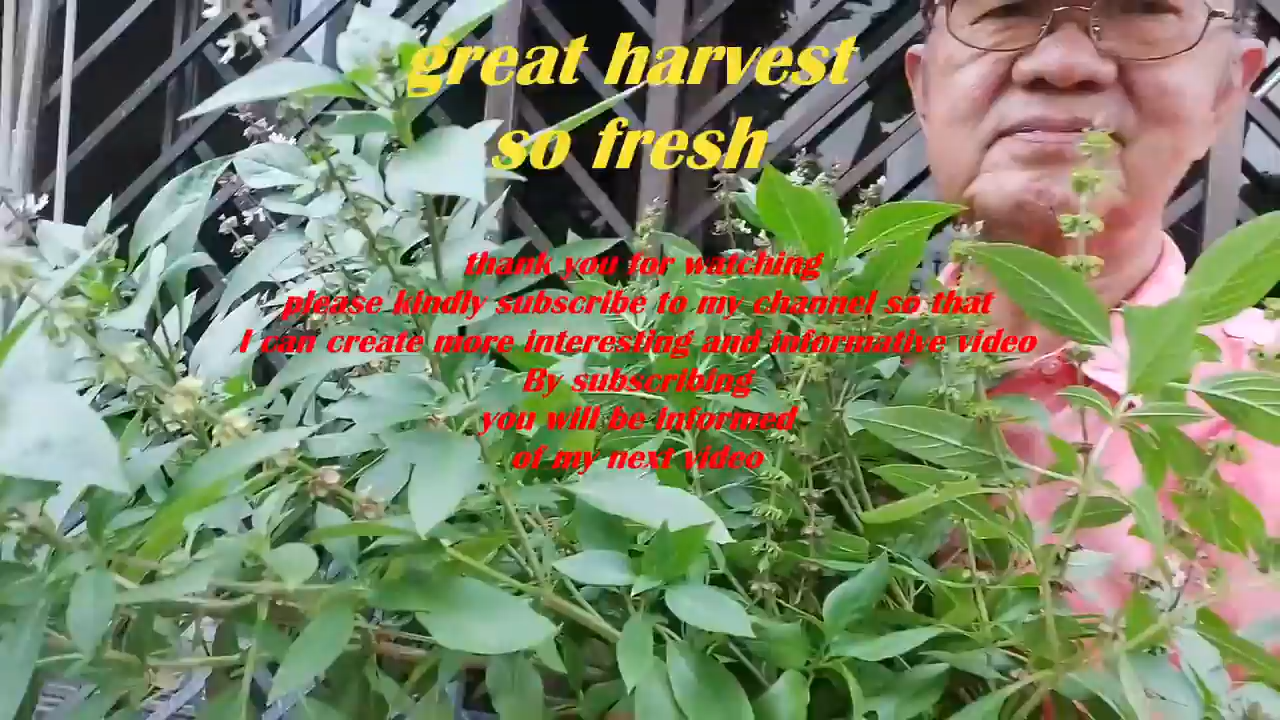 great harvest
so fresh
thank you for watching
please kindly subscribe to my channel so that
I can create more interesting and informative video
By subscribing
you will be informed
of my next video